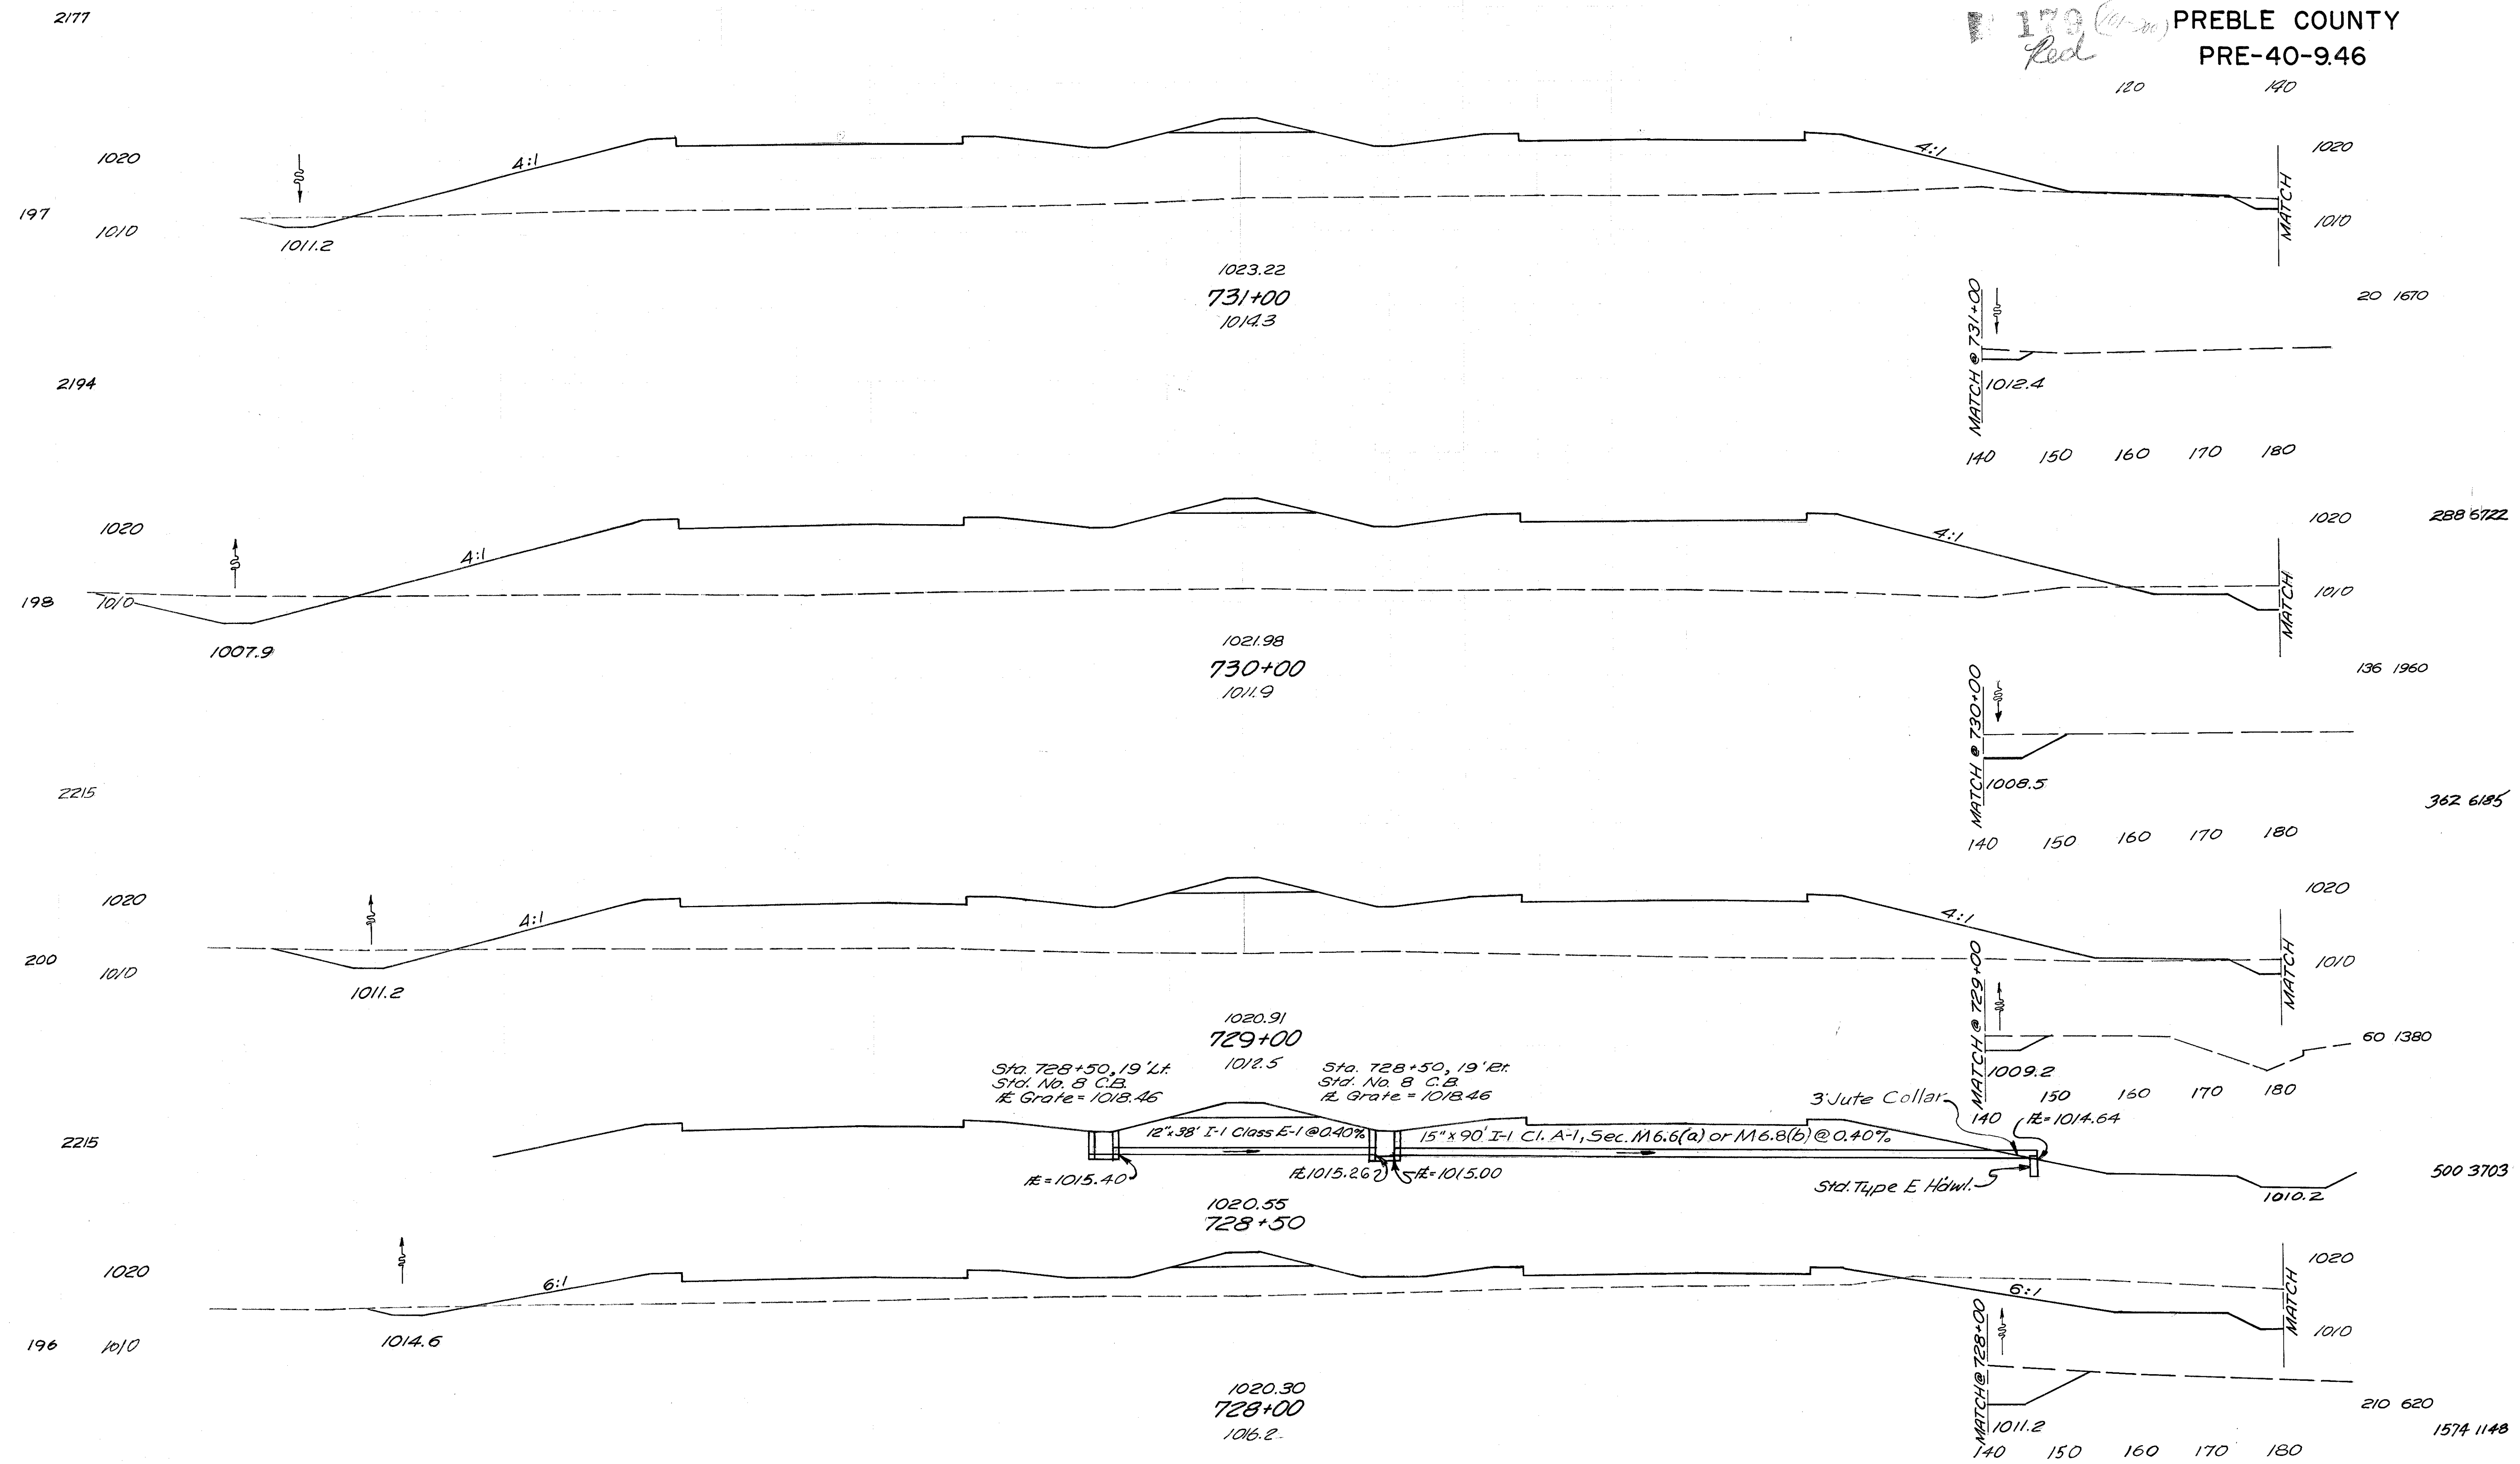 2177
179
Red
PREBLE COUNTY
PRE-40-9.46
120 140
1020 4:1 4:1 1020
197
1010 MATCH 1010
1011.2
1023.22
731+00
1014.3
MATCH @ 731+00
20 1670
2194
1012.4
140 150 160 170 180
1020 4:1 4:1 1020
288 6722
198 1010 MATCH 1010
1007.9
1021.98
730+00
1011.9
MATCH @ 730+00
136 1960
2215
1008.5
362 6185
140 150 160 170 180
1020 4:1 4:1 1020
200 1010 MATCH 1010
1011.2
1020.91
729+00
1012.5
MATCH @ 729+00
60 1380
1009.2
140 150 160 170 180
Sta. 728+50, 19' Lt.
Std. No. 8 C.B.
℄ Grate = 1018.46
Sta. 728+50, 19' Rt.
Std. No. 8 C.B.
℄ Grate = 1018.46
3' Jute Collar
=1014.64
2215
12"x38' I-1 Class E-1 @0.40%
15"x90' I-1 Cl. A-1, Sec. M6.6(a) or M6.8(b) @ 0.40%
=1015.40
1015.26
=1015.00
Std. Type E Hdwl.
1010.2
500 3703
1020.55
728+50
1020 6:1 6:1 1020
196 1010 MATCH 1010
1014.6
1020.30
728+00
1016.2
MATCH @ 728+00
210 620
1011.2
1574 1148
140 150 160 170 180